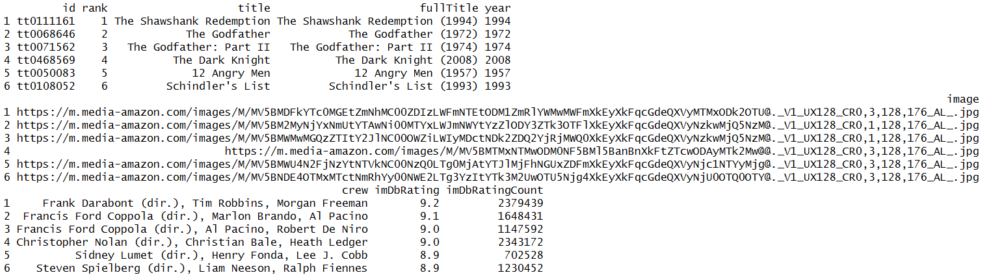 id rank title fullTitle year
1 tt0111161 1 The Shawshank Redemption The Shawshank Redemption (1994) 1994
2 tt0068646 2 The Godfather The Godfather (1972) 1972
3 tt0071562 3 The Godfather: Part II The Godfather: Part II (1974) 1974
4 tt0468569 4 The Dark Knight The Dark Knight (2008) 2008
5 tt0050083 5 12 Angry Men 12 Angry Men (1957) 1957
6 tt0108052 6 Schindler's List Schindler's List (1993) 1993
image
1 https://m.media-amazon.com/images/M/MV5BMDFkYTc0MGEtZmNhMC00ZDIzLWFmNTEtODM1ZmRlYWMwMWFmXkEyXkFqcGdeQXVyMTMxODk2OTU@._V1_UX128_CR0,3,128,176_AL_.jpg
2 https://m.media-amazon.com/images/M/MV5BM2MyNjYxNmUtYTAwNi00MTYxLWJmNWYtYzZlODY3ZTk3OTFlXkEyXkFqcGdeQXVyNzkwMjQ5NzM@._V1_UX128_CR0,1,128,176_AL_.jpg
3 https://m.media-amazon.com/images/M/MV5BMWMwMGQzZTItY2JlNC00OWZiLWIyMDctNDk2ZDQ2YjRjMWQ0XkEyXkFqcGdeQXVyNzkwMjQ5NzM@._V1_UX128_CR0,1,128,176_AL_.jpg
4 https://m.media-amazon.com/images/M/MV5BMTMxNTMwODM0NF5BMl5BanBnXkFtZTcwODAyMTk2Mw@@._V1_UX128_CR0,3,128,176_AL_.jpg
5 https://m.media-amazon.com/images/M/MV5BMWU4N2FjNzYtNTVkNC00NzQ0LTg0MjAtYTJlMjFhNGUxZDFmXkEyXkFqcGdeQXVyNjc1NTYyMjg@._V1_UX128_CR0,3,128,176_AL_.jpg
6 https://m.media-amazon.com/images/M/MV5BNDE4OTMxMTctNmRhYy00NWE2LTg3YzItYTk3M2UwOTU5Njg4XkEyXkFqcGdeQXVyNjU0OTQ0OTY@._V1_UX128_CR0,3,128,176_AL_.jpg
crew imDbRating imDbRatingCount
1 Frank Darabont (dir.), Tim Robbins, Morgan Freeman 9.2 2379439
2 Francis Ford Coppola (dir.), Marlon Brando, Al Pacino 9.1 1648431
3 Francis Ford Coppola (dir.), Al Pacino, Robert De Niro 9.0 1147592
4 Christopher Nolan (dir.), Christian Bale, Heath Ledger 9.0 2343172
5 Sidney Lumet (dir.), Henry Fonda, Lee J. Cobb 8.9 702528
6 Steven Spielberg (dir.), Liam Neeson, Ralph Fiennes 8.9 1230452